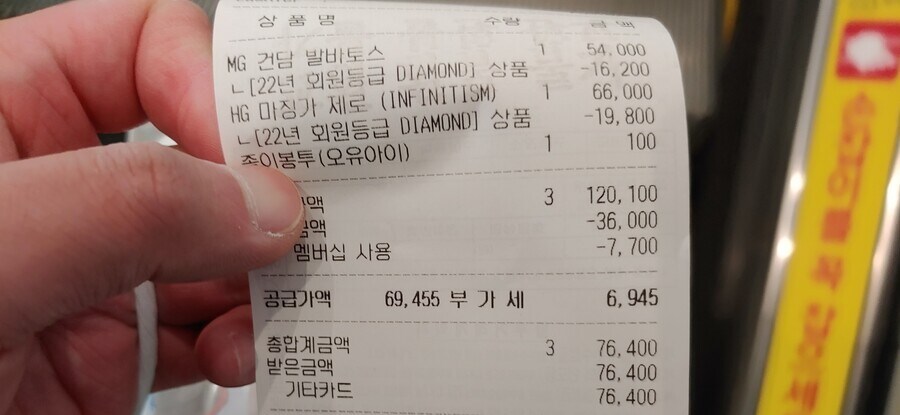 상 품 명 수량 금 액
MG 건담 발바토스 1 54,000
ㄴ[22년 회원등급 DIAMOND] 상품 -16,200
HG 마징가 제로 (INFINITISM) 1 66,000
ㄴ[22년 회원등급 DIAMOND] 상품 -19,800
종이봉투(오유아이) 1 100
금액 3 120,100
액 -36,000
멤버십 사용 -7,700
공급가액 69,455 부 가 세 6,945
총합계금액 3 76,400
받은금액 76,400
기타카드 76,400